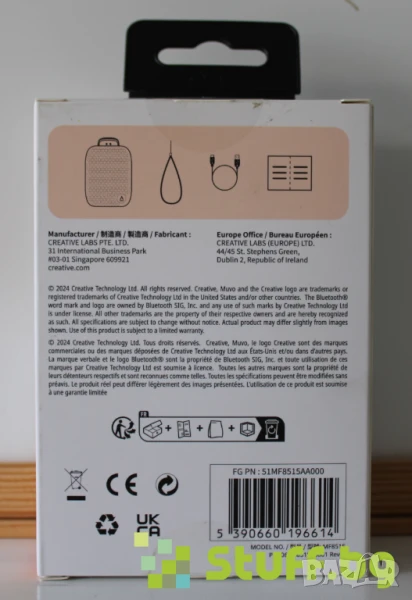 Manufacturer / 制造商 / 製造商 / Fabricant :
CREATIVE LABS PTE. LTD.
31 International Business Park
#03-01 Singapore 609921
creative.com
Europe Office / Bureau Européen :
CREATIVE LABS (EUROPE) LTD.
44/45 St. Stephens Green,
Dublin 2, Republic of Ireland
© 2024 Creative Technology Ltd. All rights reserved. Creative, Muvo and the Creative logo are trademarks or
registered trademarks of Creative Technology Ltd in the United States and/or other countries. The Bluetooth®
word mark and logo are owned by Bluetooth SIG, Inc. and any use of such marks by Creative Technology Ltd
is under license. All other trademarks are the property of their respective owners and are hereby recognized
as such. All specifications are subject to change without notice. Actual product may differ slightly from images
shown. Use of this product is subject to a limited warranty.
© 2024 Creative Technology Ltd. Tous droits réservés. Creative, Muvo et le logo Creative sont des marques
commerciales ou des marques déposées de Creative Technology Ltd aux États-Unis et/ou dans d'autres pays.
La marque verbale et le logo Bluetooth® sont la propriété de Bluetooth SIG, Inc. et leur utilisation
par Creative Technology Ltd est soumise à licence. Toutes les autres marques sont la propriété de
leurs détenteurs respectifs et sont reconnues comme telles. Toutes les spécifications sont sujettes à modification sans
préavis. Le produit réel peut différer légèrement des images présentées. L'utilisation de ce produit est soumise
à une garantie limitée
FR
CE
UK
CA
FG PN : 51MF8515AA000
5 390660 196614
MODEL NO. / 型号 / 型號: MF8515
Stuff.bg
bazar.bg